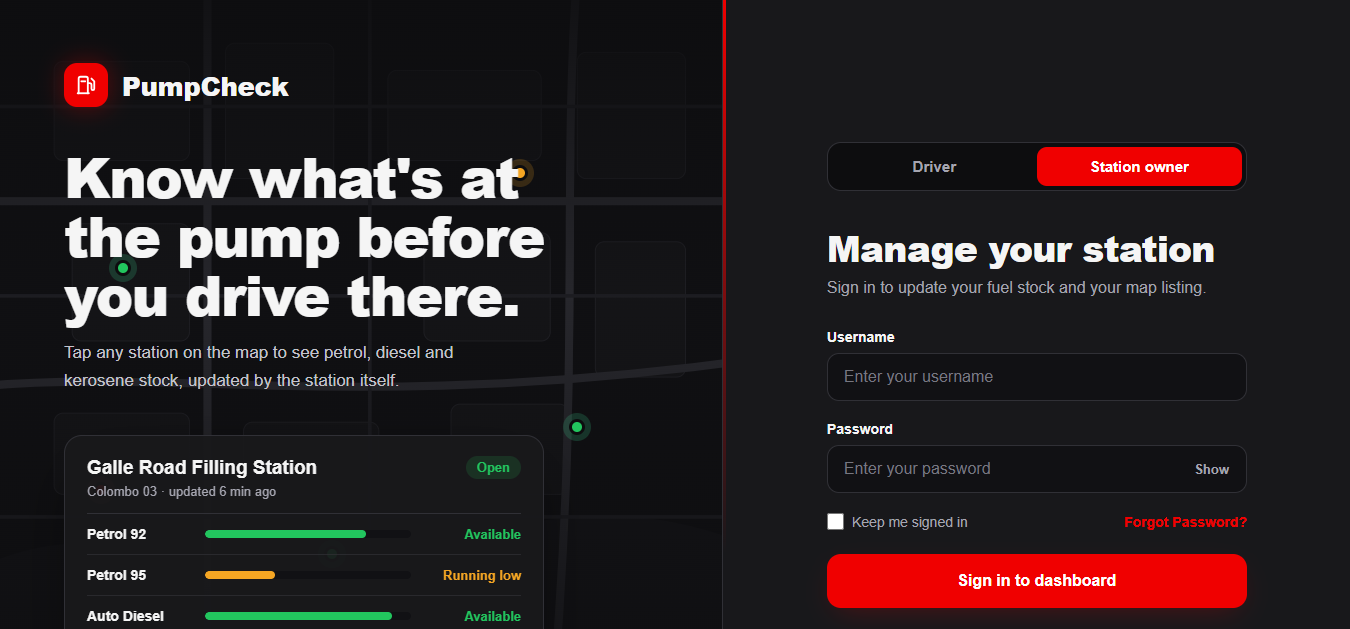 PumpCheck
Know what's at
the pump before
you drive there.
Tap any station on the map to see petrol, diesel and
kerosene stock, updated by the station itself.
Galle Road Filling Station
Open
Colombo 03 · updated 6 min ago
Petrol 92
Available
Petrol 95
Running low
Auto Diesel
Available
Driver
Station owner
Manage your station
Sign in to update your fuel stock and your map listing.
Username
Enter your username
Password
Enter your password
Show
Keep me signed in
Forgot Password?
Sign in to dashboard